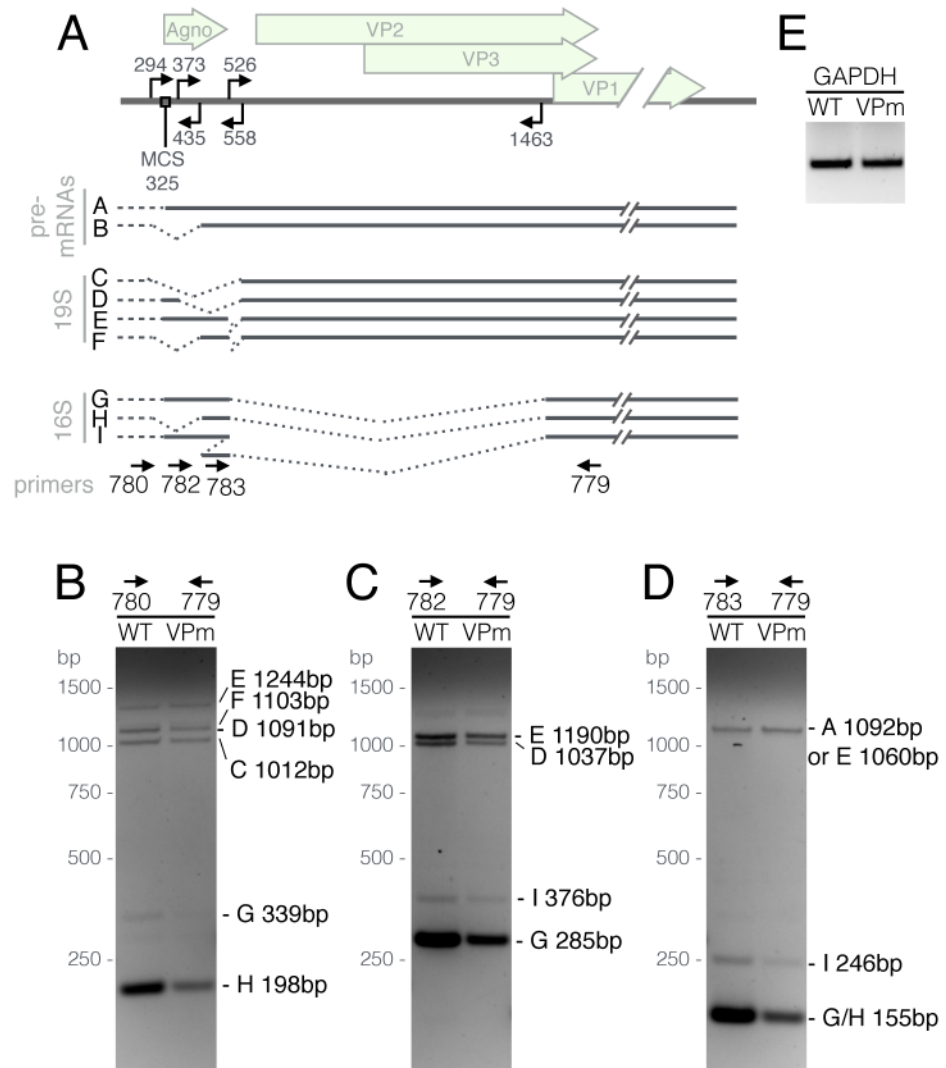 A
Agno
VP2
VP3
VP1
294 373 526
435 558 1463
MCS
325
pre-
mRNAs
A
B
19S
C
D
E
F
16S
G
H
I
primers 780 782 783 779
E
GAPDH
WT VPm
B
780 779
WT VPm
bp
1500 -
1000 -
750 -
500 -
250 -
E 1244bp
F 1103bp
- D 1091bp
C 1012bp
- G 339bp
- H 198bp
C
782 779
WT VPm
bp
1500 -
1000 -
750 -
500 -
250 -
- E 1190bp
D 1037bp
- I 376bp
- G 285bp
D
783 779
WT VPm
bp
1500 -
1000 -
750 -
500 -
250 -
- A 1092bp
or E 1060bp
- I 246bp
- G/H 155bp